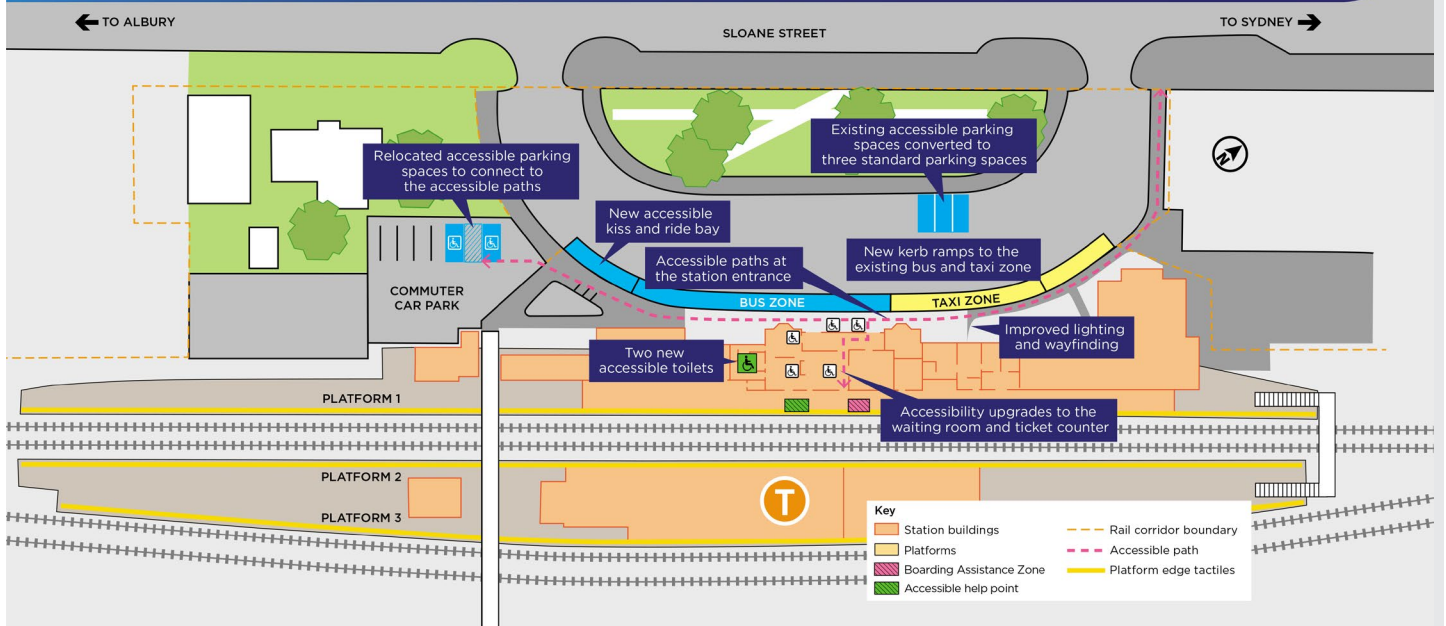 TO ALBURY
TO SYDNEY
SLOANE STREET
Existing accessible parking
spaces converted to
three standard parking spaces
Relocated accessible parking
spaces to connect to
the accessible paths
N
New accessible
kiss and ride bay
New kerb ramps to the
existing bus and taxi zone
Accessible paths at
the station entrance
COMMUTER
CAR PARK
BUS ZONE
TAXI ZONE
Improved lighting
and wayfinding
Two new
accessible toilets
PLATFORM 1
Accessibility upgrades to the
waiting room and ticket counter
PLATFORM 2
PLATFORM 3
T
Key
Station buildings
Platforms
Boarding Assistance Zone
Accessible help point
Rail corridor boundary
Accessible path
Platform edge tactiles